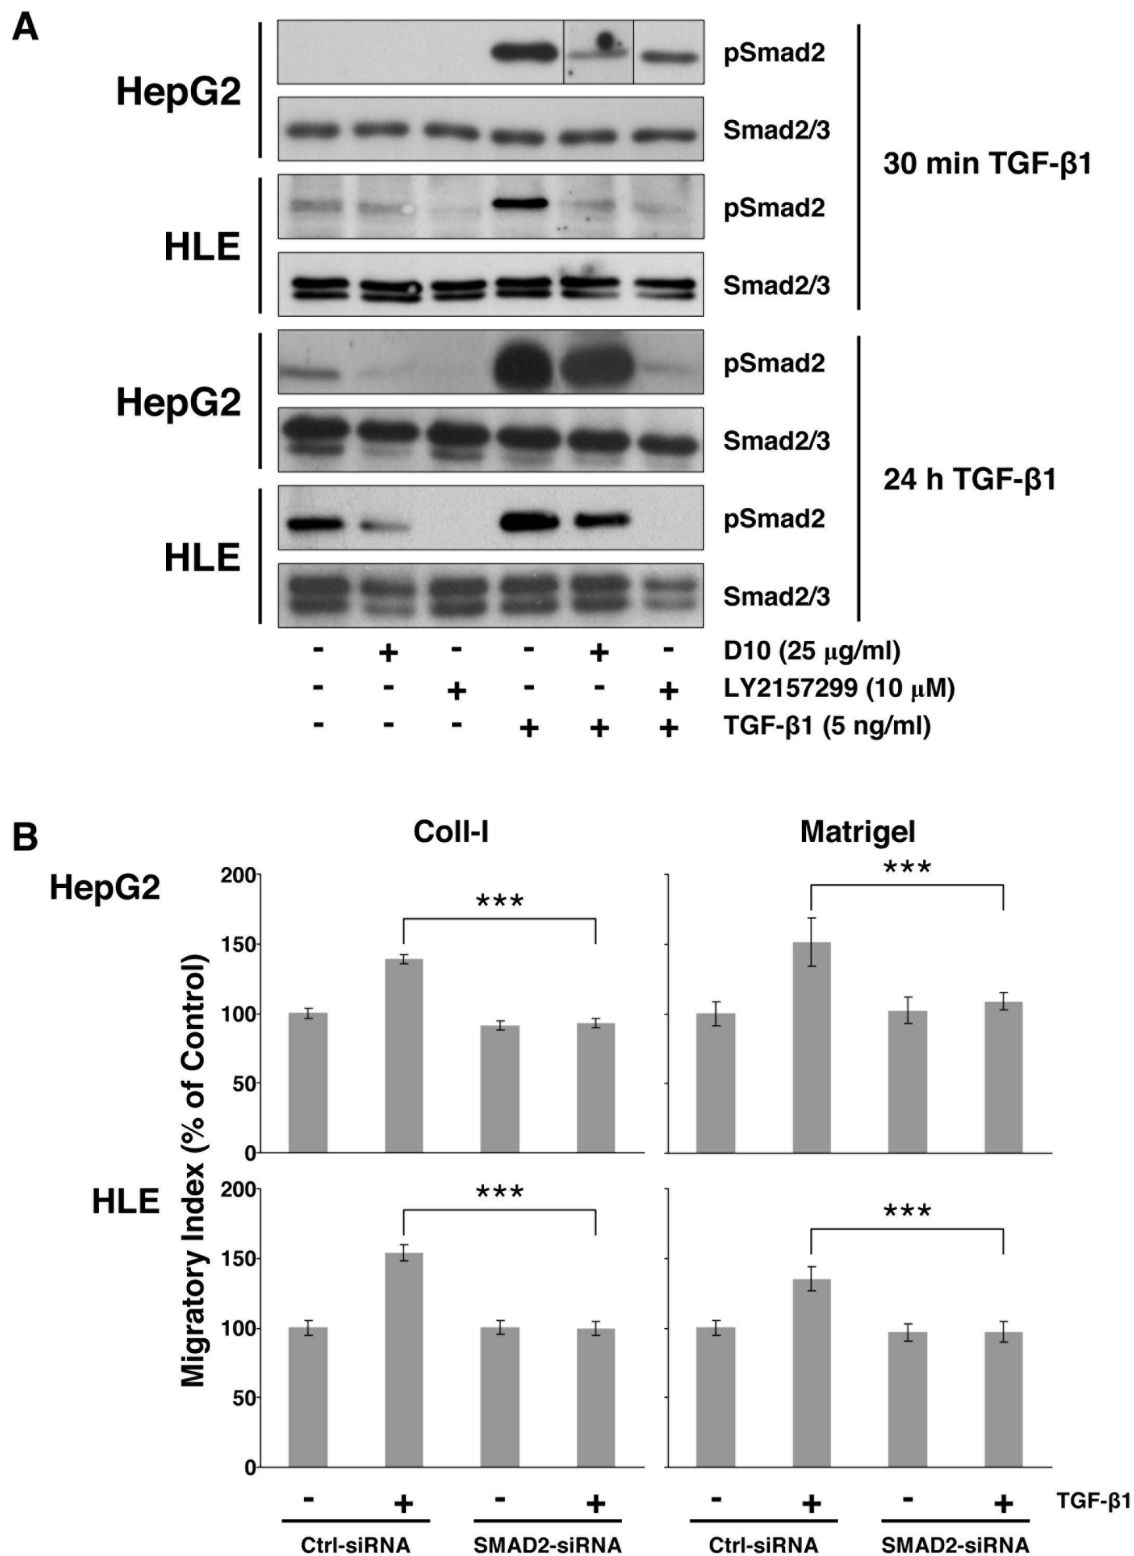 A
HepG2
pSmad2
Smad2/3
30 min TGF-β1
HLE
pSmad2
Smad2/3
HepG2
pSmad2
Smad2/3
24 h TGF-β1
HLE
pSmad2
Smad2/3
- + - - + - D10 (25 μg/ml)
- - + - - + LY2157299 (10 μM)
- - - + + + TGF-β1 (5 ng/ml)
B
Coll-I Matrigel
HepG2
Migratory Index (% of Control)
200
150
100
50
0
***
***
HLE
200
150
100
50
0
***
***
- + - + - + - + TGF-β1
Ctrl-siRNA SMAD2-siRNA Ctrl-siRNA SMAD2-siRNA